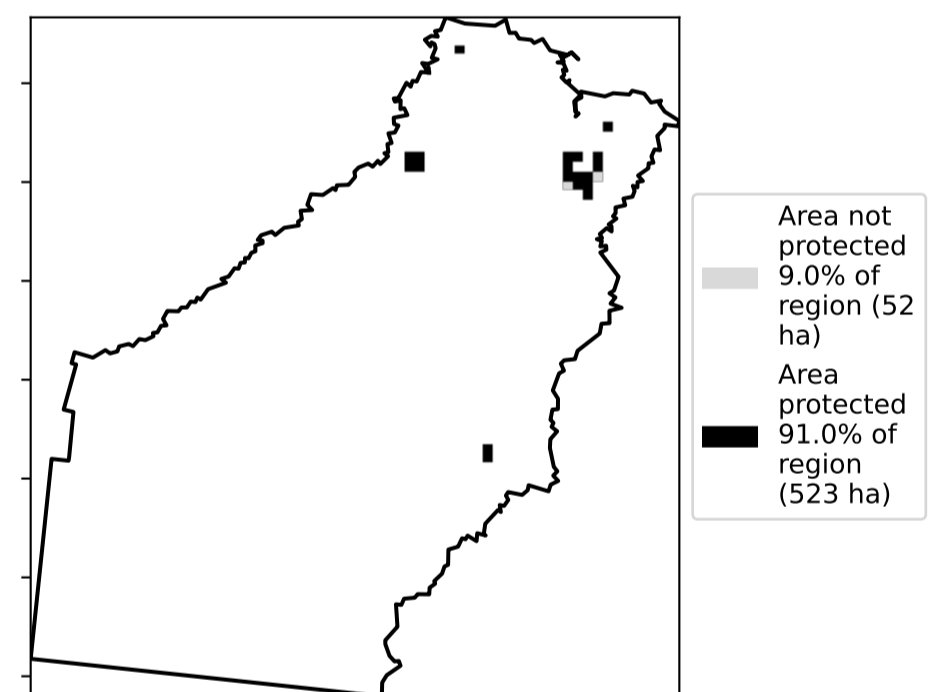 Area not
protected
9.0% of
region (52
ha)
Area
protected
91.0% of
region
(523 ha)